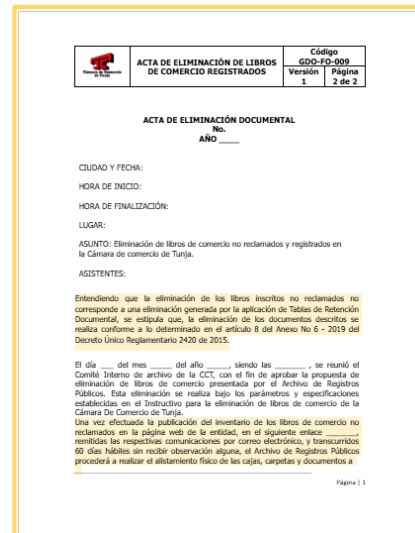 Cámara de Comercio
de Tunja
ACTA DE ELIMINACIÓN DE LIBROS
DE COMERCIO REGISTRADOS
Código
GDO-FO-009
Versión
1
Página
2 de 2
ACTA DE ELIMINACIÓN DOCUMENTAL
No.
AÑO ____
CIUDAD Y FECHA:
HORA DE INICIO:
HORA DE FINALIZACIÓN:
LUGAR:
ASUNTO: Eliminación de libros de comercio no reclamados y registrados en
la Cámara de comercio de Tunja.
ASISTENTES:
Entendiendo que la eliminación de los libros inscritos no reclamados no
corresponde a una eliminación generada por la aplicación de Tablas de Retención
Documental, se estipula que, la eliminación de los documentos descritos se
realiza conforme a lo determinado en el artículo 8 del Anexo No 6 - 2019 del
Decreto Único Reglamentario 2420 de 2015.
El día ___ del mes _____ del año _____, siendo las _______ , se reunió el
Comité Interno de archivo de la CCT, con el fin de aprobar la propuesta de
eliminación de libros de comercio presentada por el Archivo de Registros
Públicos. Esta eliminación se realiza bajo los parámetros y especificaciones
establecidas en el Instructivo para la eliminación de libros de comercio de la
Cámara De Comercio de Tunja.
Una vez efectuada la publicación del inventario de los libros de comercio no
reclamados en la página web de la entidad, en el siguiente enlace _______,
remitidas las respectivas comunicaciones por correo electrónico, y transcurridos
60 días hábiles sin recibir observación alguna, el Archivo de Registros Públicos
procederá a realizar el alistamiento físico de las cajas, carpetas y documentos a
Página | 1